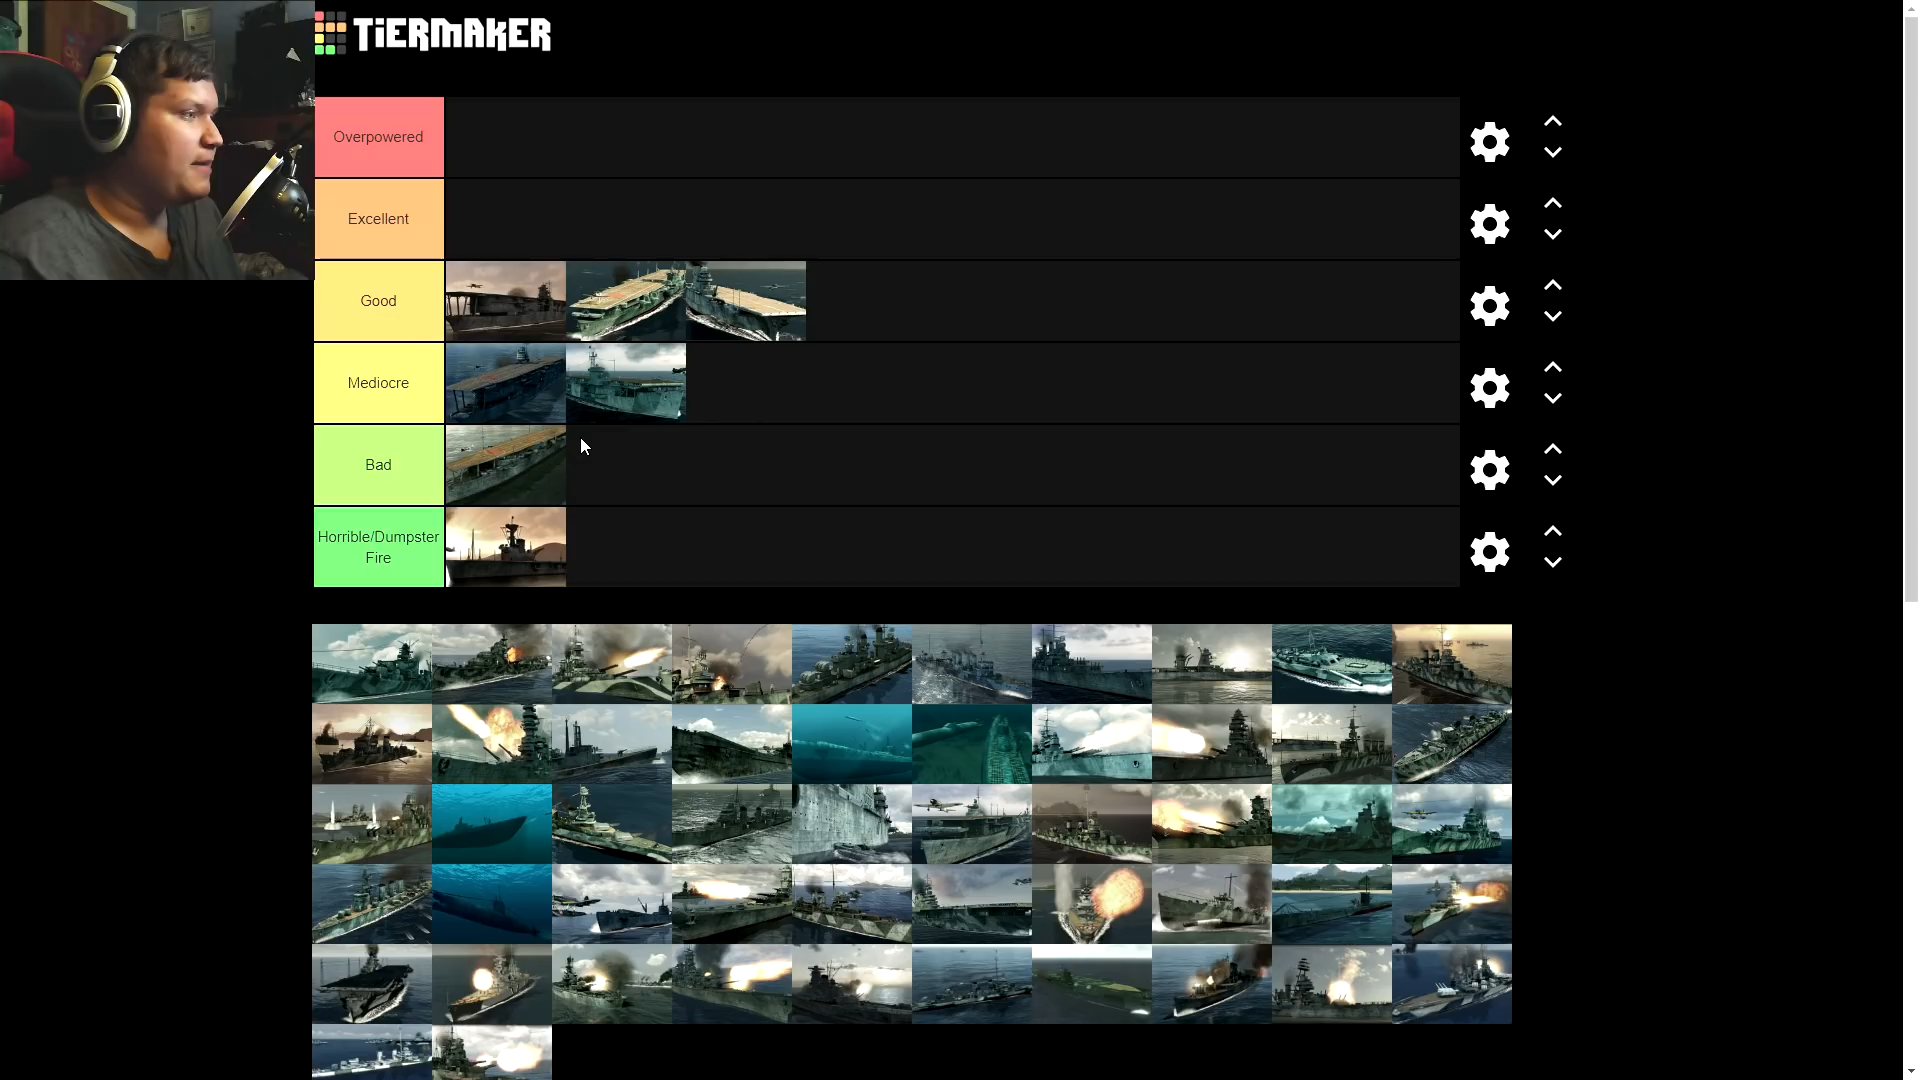 TiERMAKER
Overpowered
Excellent
Good
Mediocre
Bad
Horrible/Dumpster
Fire